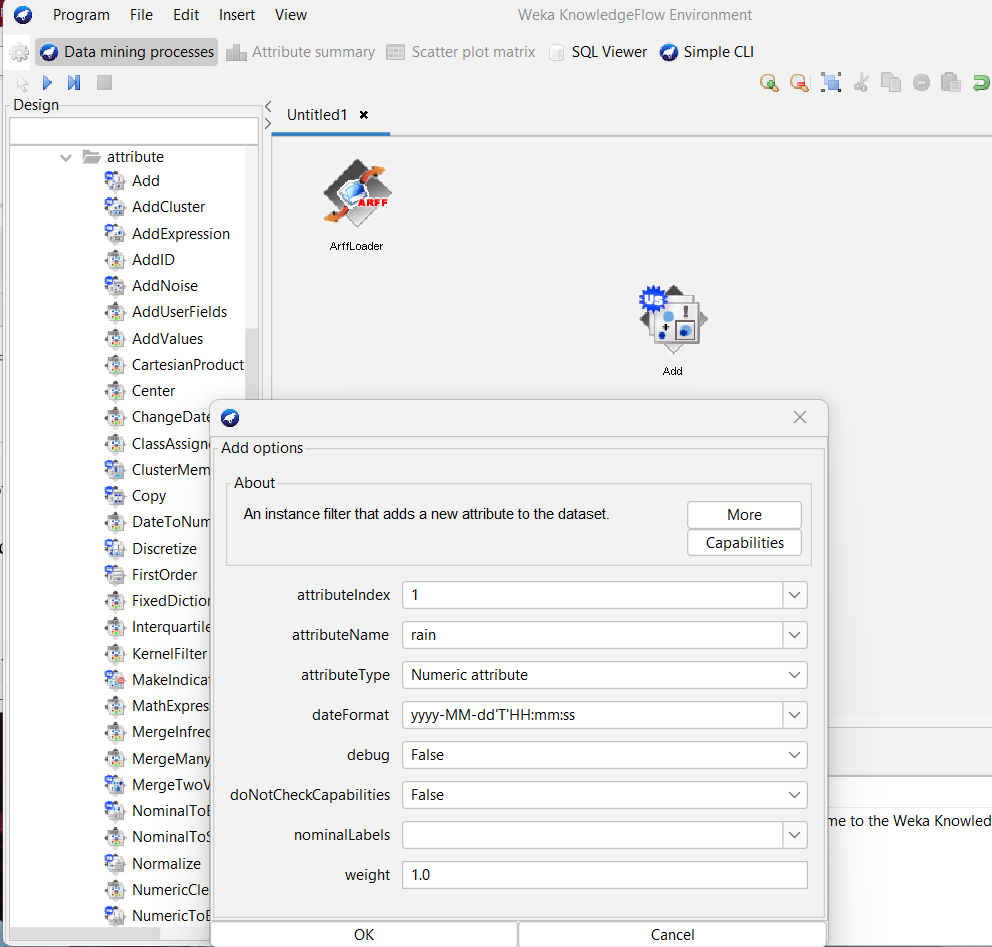 Program File Edit Insert View Weka KnowledgeFlow Environment
Data mining processes Attribute summary Scatter plot matrix SQL Viewer Simple CLI
Design
Untitled1
attribute
Add
AddCluster
AddExpression
AddID
AddNoise
AddUserFields
AddValues
CartesianProduct
Center
ChangeDate
ClassAssign
ClusterMem
Copy
DateToNum
Discretize
FirstOrder
FixedDiction
Interquartile
KernelFilter
MakeIndicat
MathExpres
MergeInfreq
MergeMany
MergeTwoV
NominalToB
NominalToS
Normalize
NumericCle
NumericToB
ARFF
ArffLoader
US
Add
Add options
About
An instance filter that adds a new attribute to the dataset.
More
Capabilities
attributeIndex 1
attributeName rain
attributeType Numeric attribute
dateFormat yyyy-MM-dd'T'HH:mm:ss
debug False
doNotCheckCapabilities False
nominalLabels
weight 1.0
OK Cancel
me to the Weka Knowled